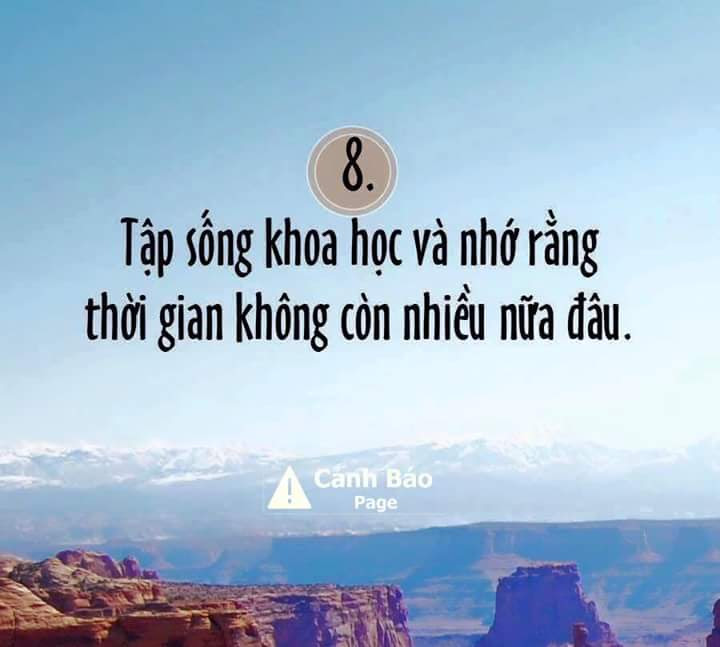 8.
Tập sống khoa học và nhớ rằng
thời gian không còn nhiều nữa đâu.
Cảnh Báo
Page